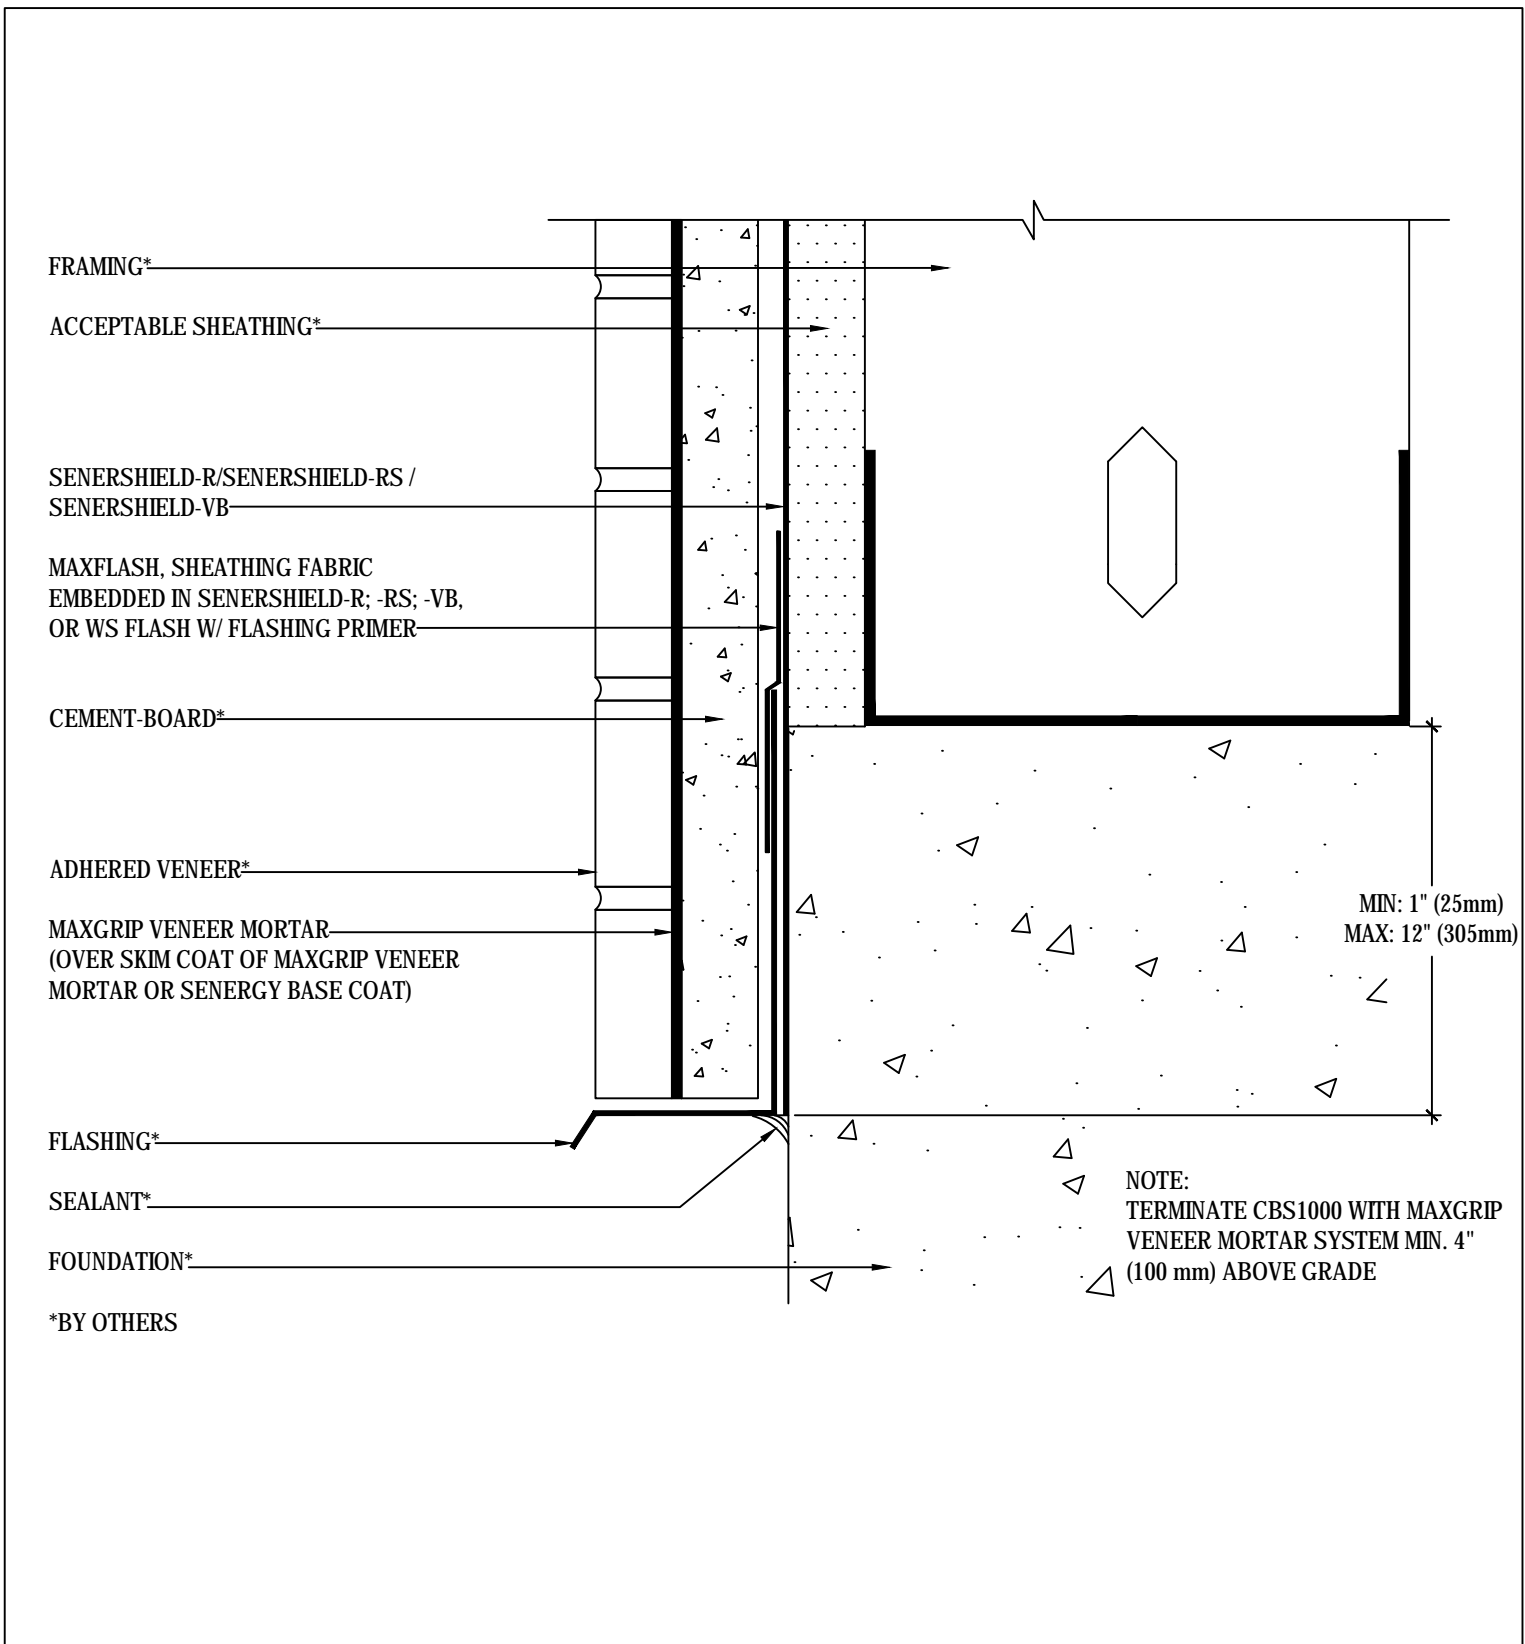 FRAMING*
ACCEPTABLE SHEATHING*
SENERSHIELD-R/SENERSHIELD-RS /
SENERSHIELD-VB
MAXFLASH, SHEATHING FABRIC
EMBEDDED IN SENERSHIELD-R; -RS; -VB,
OR WS FLASH W/ FLASHING PRIMER
CEMENT-BOARD*
ADHERED VENEER*
MAXGRIP VENEER MORTAR
(OVER SKIM COAT OF MAXGRIP VENEER
MORTAR OR SENERGY BASE COAT)
FLASHING*
SEALANT*
FOUNDATION*
*BY OTHERS
MIN: 1" (25mm)
MAX: 12" (305mm)
NOTE:
TERMINATE CBS1000 WITH MAXGRIP
VENEER MORTAR SYSTEM MIN. 4"
(100 mm) ABOVE GRADE